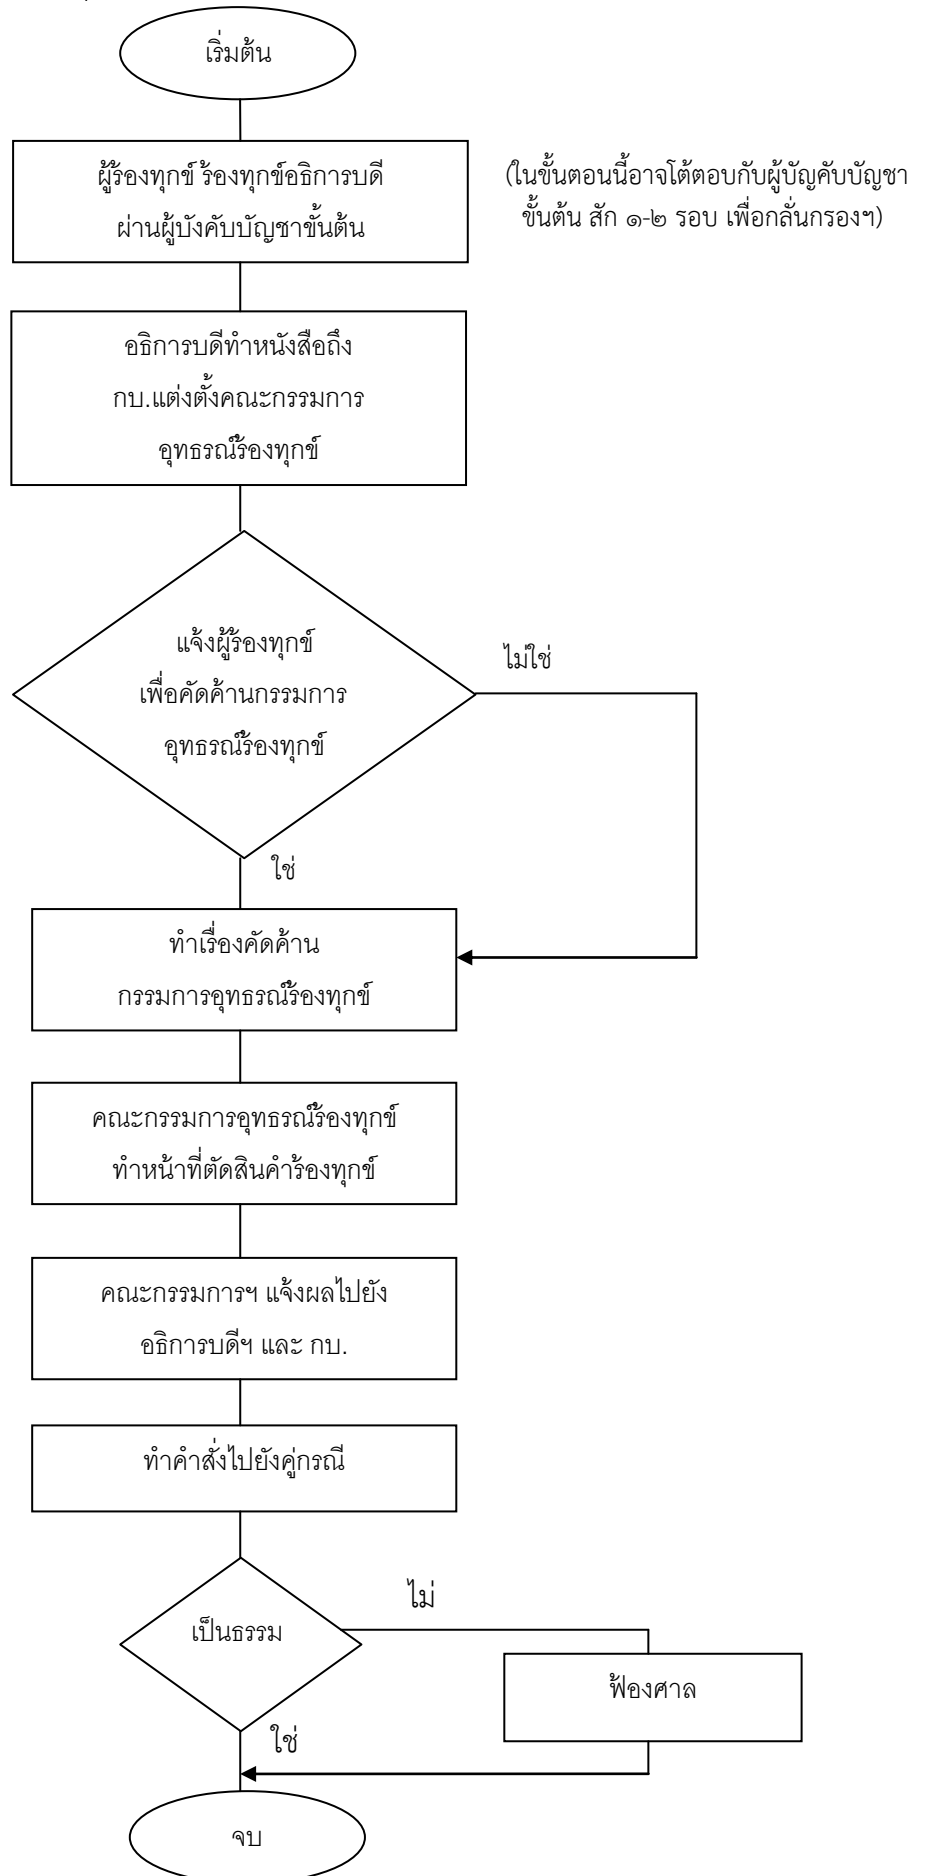 เริ่มต้น
ผู้ร้องทุกข์ ร้องทุกข์อธิการบดี
ผ่านผู้บังคับบัญชาขั้นต้น
(ในขั้นตอนนี้อาจโต้ตอบกับผู้บัญคับบัญชา
ขั้นต้น สัก ๑-๒ รอบ เพื่อกลั่นกรองฯ)
อธิการบดีทำหนังสือถึง
กบ.แต่งตั้งคณะกรรมการ
อุทธรณ์ร้องทุกข์
แจ้งผู้ร้องทุกข์
เพื่อคัดค้านกรรมการ
อุทธรณ์ร้องทุกข์
ไม่ใช่
ใช่
ทำเรื่องคัดค้าน
กรรมการอุทธรณ์ร้องทุกข์
คณะกรรมการอุทธรณ์ร้องทุกข์
ทำหน้าที่ตัดสินคำร้องทุกข์
คณะกรรมการฯ แจ้งผลไปยัง
อธิการบดีฯ และ กบ.
ทำคำสั่งไปยังคู่กรณี
เป็นธรรม
ไม่
ฟ้องศาล
ใช่
จบ